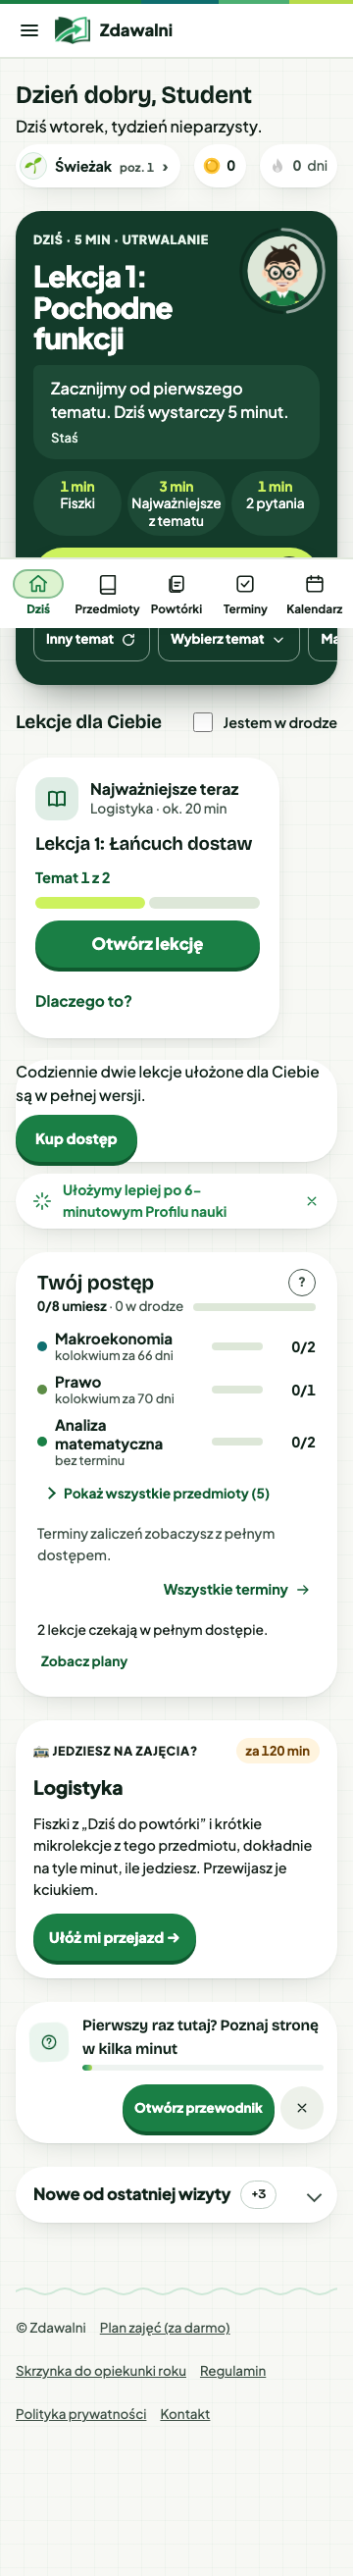 Zdawalni
Dzień dobry, Student
Dziś wtorek, tydzień nieparzysty.
Świeżak poz. 1 › 0 0 dni
DZIŚ · 5 MIN · UTRWALANIE
Lekcja 1:
Pochodne
funkcji
Zacznijmy od pierwszego
tematu. Dziś wystarczy 5 minut.
Staś
1 min
Fiszki
3 min
Najważniejsze
z tematu
1 min
2 pytania
Dziś Przedmioty Powtórki Terminy Kalendarz
Inny temat Wybierz temat
Lekcje dla Ciebie Jestem w drodze
Najważniejsze teraz
Logistyka · ok. 20 min
Lekcja 1: Łańcuch dostaw
Temat 1 z 2
Otwórz lekcję
Dlaczego to?
Codziennie dwie lekcje ułożone dla Ciebie
są w pełnej wersji.
Kup dostęp
Ułożymy lepiej po 6-
minutowym Profilu nauki
Twój postęp ?
0/8 umiesz · 0 w drodze
Makroekonomia 0/2
kolokwium za 66 dni
Prawo 0/1
kolokwium za 70 dni
Analiza
matematyczna 0/2
bez terminu
Pokaż wszystkie przedmioty (5)
Terminy zaliczeń zobaczysz z pełnym
dostępem.
Wszystkie terminy →
2 lekcje czekają w pełnym dostępie.
Zobacz plany
JEDZIESZ NA ZAJĘCIA? za 120 min
Logistyka
Fiszki z „Dziś do powtórki” i krótkie
mikrolekcje z tego przedmiotu, dokładnie
na tyle minut, ile jedziesz. Przewijasz je
kciukiem.
Ułóż mi przejazd →
Pierwszy raz tutaj? Poznaj stronę
w kilka minut
Otwórz przewodnik
Nowe od ostatniej wizyty +3
© Zdawalni Plan zajęć (za darmo)
Skrzynka do opiekunki roku Regulamin
Polityka prywatności Kontakt